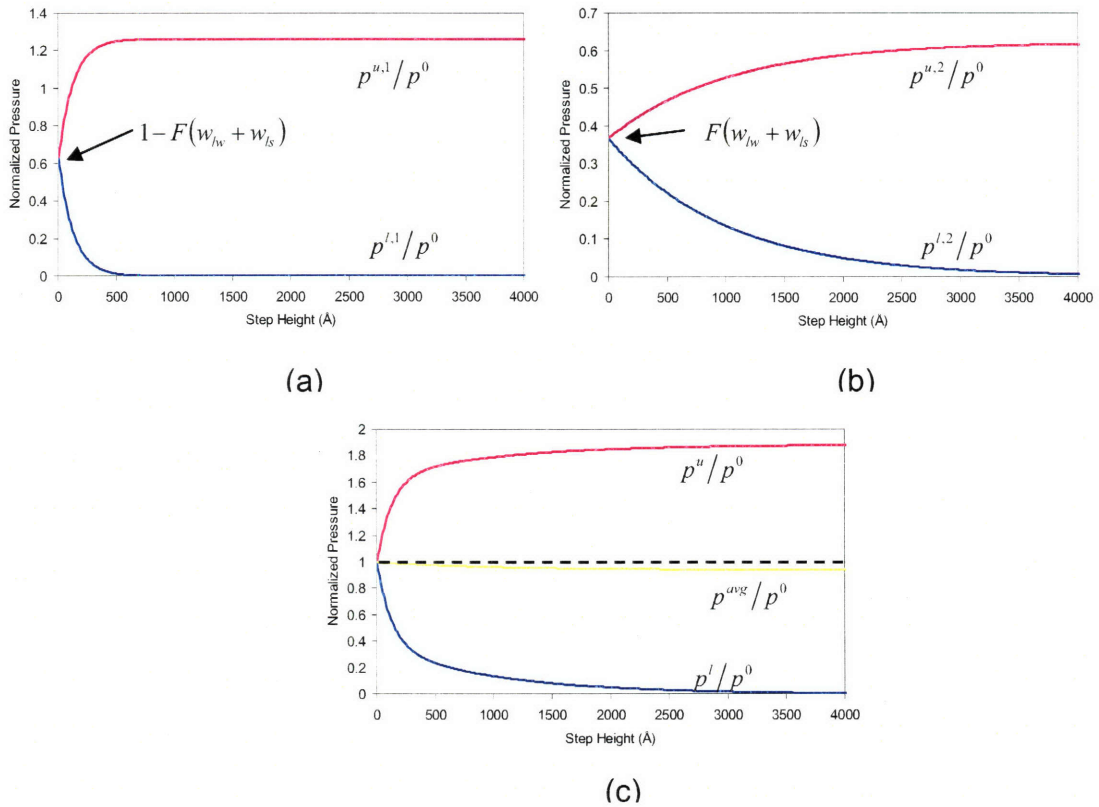 1.4
1.2
1
0.8
0.6
0.4
0.2
0
0 500 1000 1500 2000 2500 3000 3500 4000
Normalized Pressure
Step Height (Å)
p^{u,1}/p^0
1 − F(w_{lw} + w_{ls})
p^{l,1}/p^0
(a)
0.7
0.6
0.5
0.4
0.3
0.2
0.1
0
0 500 1000 1500 2000 2500 3000 3500 4000
Normalized Pressure
Step Height (Å)
p^{u,2}/p^0
F(w_{lw} + w_{ls})
p^{l,2}/p^0
(b)
2
1.8
1.6
1.4
1.2
1
0.8
0.6
0.4
0.2
0
0 500 1000 1500 2000 2500 3000 3500 4000
Normalized Pressure
Step Height (Å)
p^u/p^0
p^{avg}/p^0
p^l/p^0
(c)